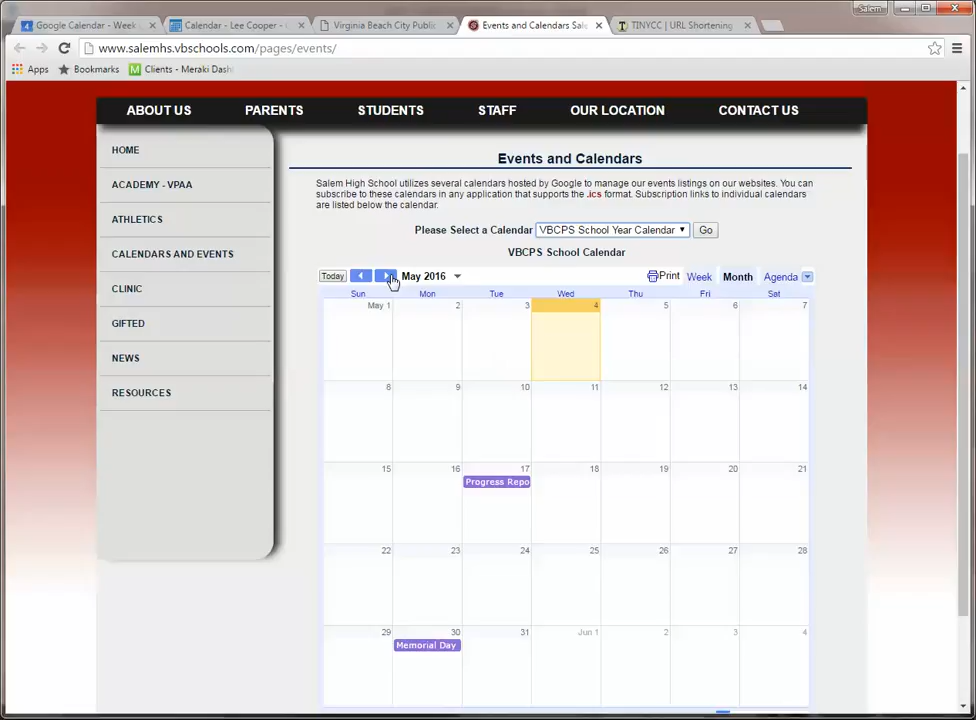 Salem
Google Calendar - Week
Calendar - Lee Cooper -
Virginia Beach City Public
Events and Calendars Sale
TINYCC | URL Shortening
www.salemhs.vbschools.com/pages/events/
Apps
Bookmarks
M Clients - Meraki Dash
ABOUT US PARENTS STUDENTS STAFF OUR LOCATION CONTACT US
HOME
ACADEMY - VPAA
ATHLETICS
CALENDARS AND EVENTS
CLINIC
GIFTED
NEWS
RESOURCES
Events and Calendars
Salem High School utilizes several calendars hosted by Google to manage our events listings on our websites. You can
subscribe to these calendars in any application that supports the .ics format. Subscription links to individual calendars
are listed below the calendar.
Please Select a Calendar VBCPS School Year Calendar Go
VBCPS School Calendar
Today May 2016 Print Week Month Agenda
Sun Mon Tue Wed Thu Fri Sat
May 1 2 3 4 5 6 7
8 9 10 11 12 13 14
15 16 17 18 19 20 21
Progress Repo
22 23 24 25 26 27 28
29 30 31 Jun 1 2 3 4
Memorial Day